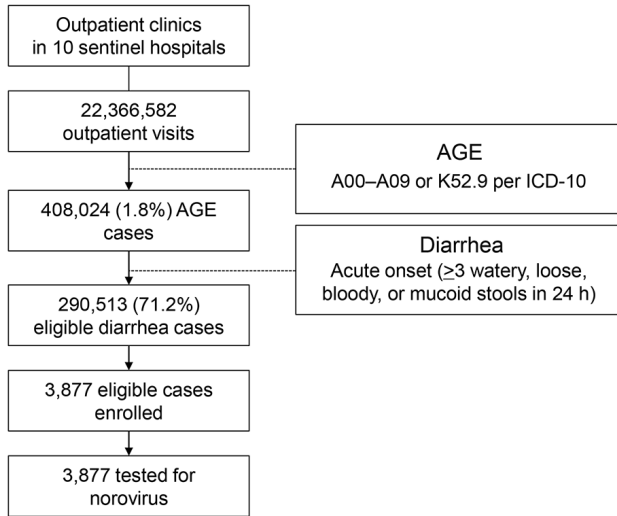 Outpatient clinics
in 10 sentinel hospitals
22,366,582
outpatient visits
AGE
A00–A09 or K52.9 per ICD-10
408,024 (1.8%) AGE
cases
Diarrhea
Acute onset (≥3 watery, loose,
bloody, or mucoid stools in 24 h)
290,513 (71.2%)
eligible diarrhea cases
3,877 eligible cases
enrolled
3,877 tested for
norovirus